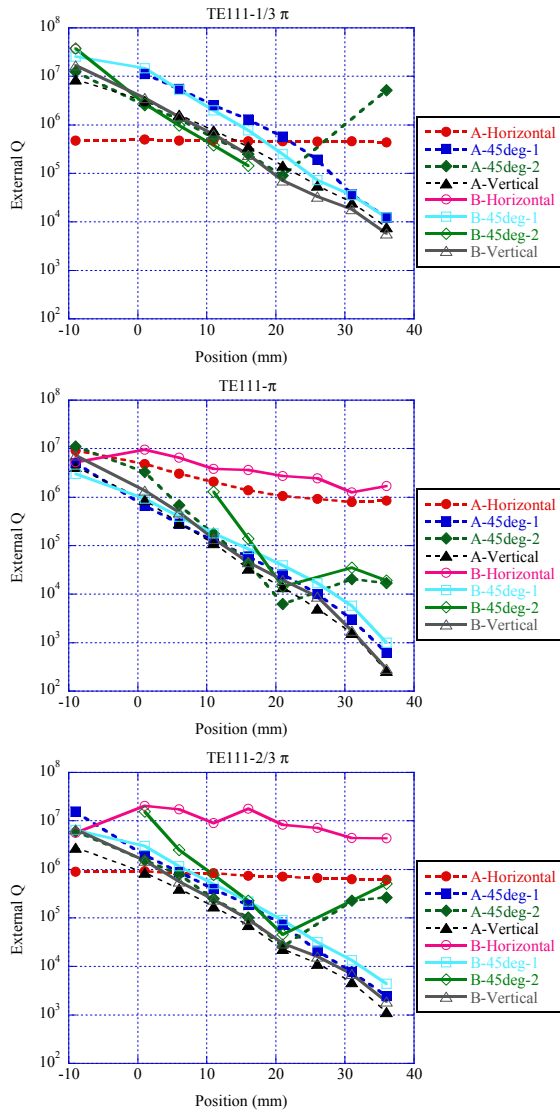 TE111-1/3 π
External Q
10^8
10^7
10^6
10^5
10^4
10^3
10^2
-10 0 10 20 30 40
Position (mm)
A-Horizontal
A-45deg-1
A-45deg-2
A-Vertical
B-Horizontal
B-45deg-1
B-45deg-2
B-Vertical
TE111-π
External Q
10^8
10^7
10^6
10^5
10^4
10^3
10^2
-10 0 10 20 30 40
Position (mm)
A-Horizontal
A-45deg-1
A-45deg-2
A-Vertical
B-Horizontal
B-45deg-1
B-45deg-2
B-Vertical
TE111-2/3 π
External Q
10^8
10^7
10^6
10^5
10^4
10^3
10^2
-10 0 10 20 30 40
Position (mm)
A-Horizontal
A-45deg-1
A-45deg-2
A-Vertical
B-Horizontal
B-45deg-1
B-45deg-2
B-Vertical